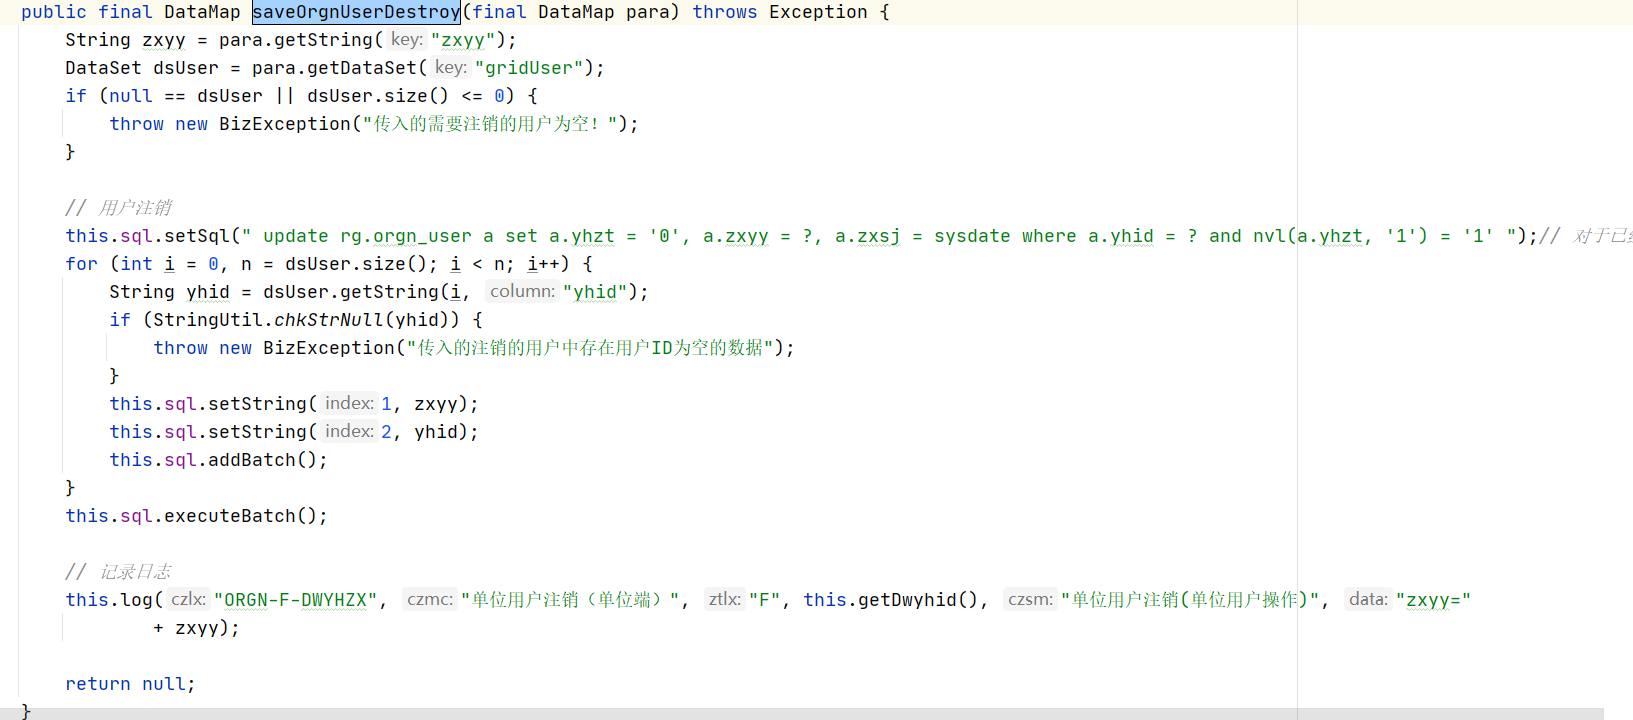 public final DataMap saveOrgnUserDestroy(final DataMap para) throws Exception {
String zxyy = para.getString( key: "zxyy");
DataSet dsUser = para.getDataSet( key: "gridUser");
if (null == dsUser || dsUser.size() <= 0) {
throw new BizException("传入的需要注销的用户为空！");
}
// 用户注销
this.sql.setSql(" update rg.orgn_user a set a.yhzt = '0', a.zxyy = ?, a.zxsj = sysdate where a.yhid = ? and nvl(a.yhzt, '1') = '1' ");// 对于已
for (int i = 0, n = dsUser.size(); i < n; i++) {
String yhid = dsUser.getString(i, column: "yhid");
if (StringUtil.chkStrNull(yhid)) {
throw new BizException("传入的注销的用户中存在用户ID为空的数据");
}
this.sql.setString( index: 1, zxyy);
this.sql.setString( index: 2, yhid);
this.sql.addBatch();
}
this.sql.executeBatch();
// 记录日志
this.log( czlx: "ORGN-F-DWYHZX", czmc: "单位用户注销（单位端）", ztlx: "F", this.getDwyhid(), czsm: "单位用户注销(单位用户操作)", data: "zxyy="
+ zxyy);
return null;
}